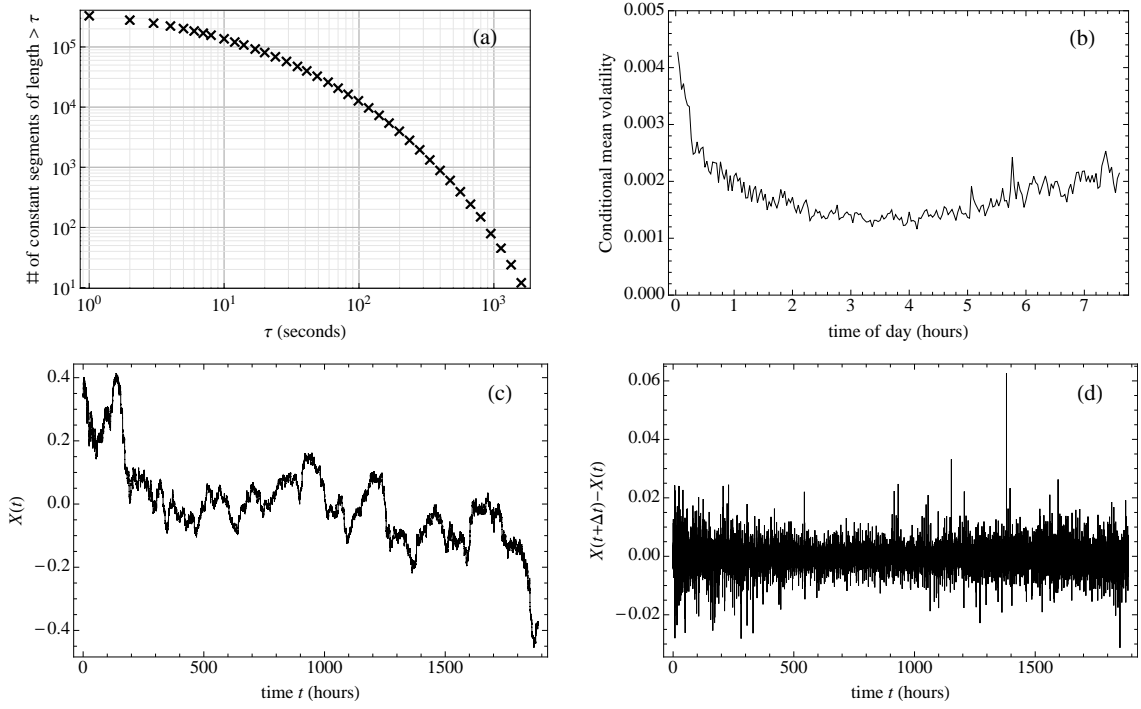 (a)
# of constant segments of length > τ
10^5
10^4
10^3
10^2
10^1
10^0 10^1 10^2 10^3
τ (seconds)
(b)
Conditional mean volatility
0.005
0.004
0.003
0.002
0.001
0.000
0 1 2 3 4 5 6 7
time of day (hours)
(c)
X(t)
0.4
0.2
0.0
−0.2
−0.4
0 500 1000 1500
time t (hours)
(d)
X(t+Δt)−X(t)
0.06
0.04
0.02
0.00
−0.02
0 500 1000 1500
time t (hours)